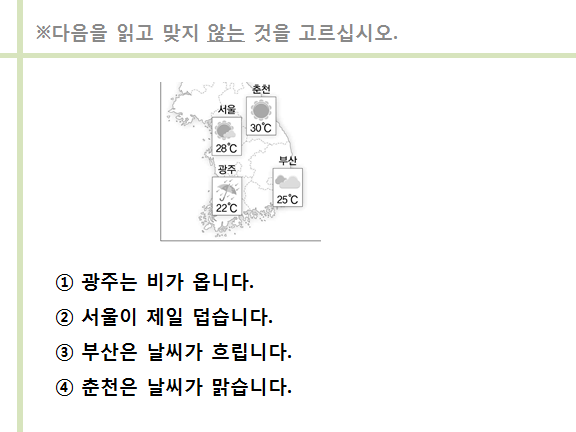 ※다음을 읽고 맞지 않는 것을 고르십시오.
춘천
서울
30℃
28℃
부산
광주
25℃
22℃
① 광주는 비가 옵니다.
② 서울이 제일 덥습니다.
③ 부산은 날씨가 흐립니다.
④ 춘천은 날씨가 맑습니다.